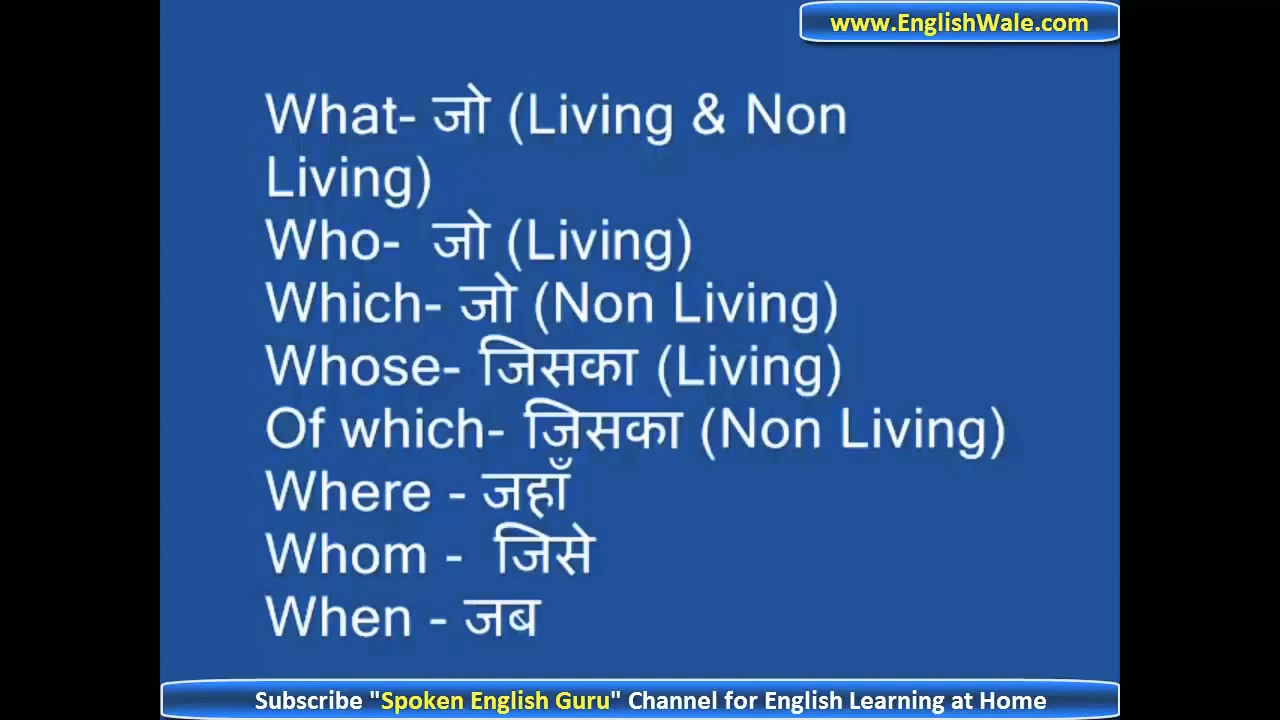 www.EnglishWale.com
What- जो (Living & Non
Living)
Who- जो (Living)
Which- जो (Non Living)
Whose- जिसका (Living)
Of which- जिसका (Non Living)
Where - जहाँ
Whom - जिसे
When - जब
Subscribe "Spoken English Guru" Channel for English Learning at Home